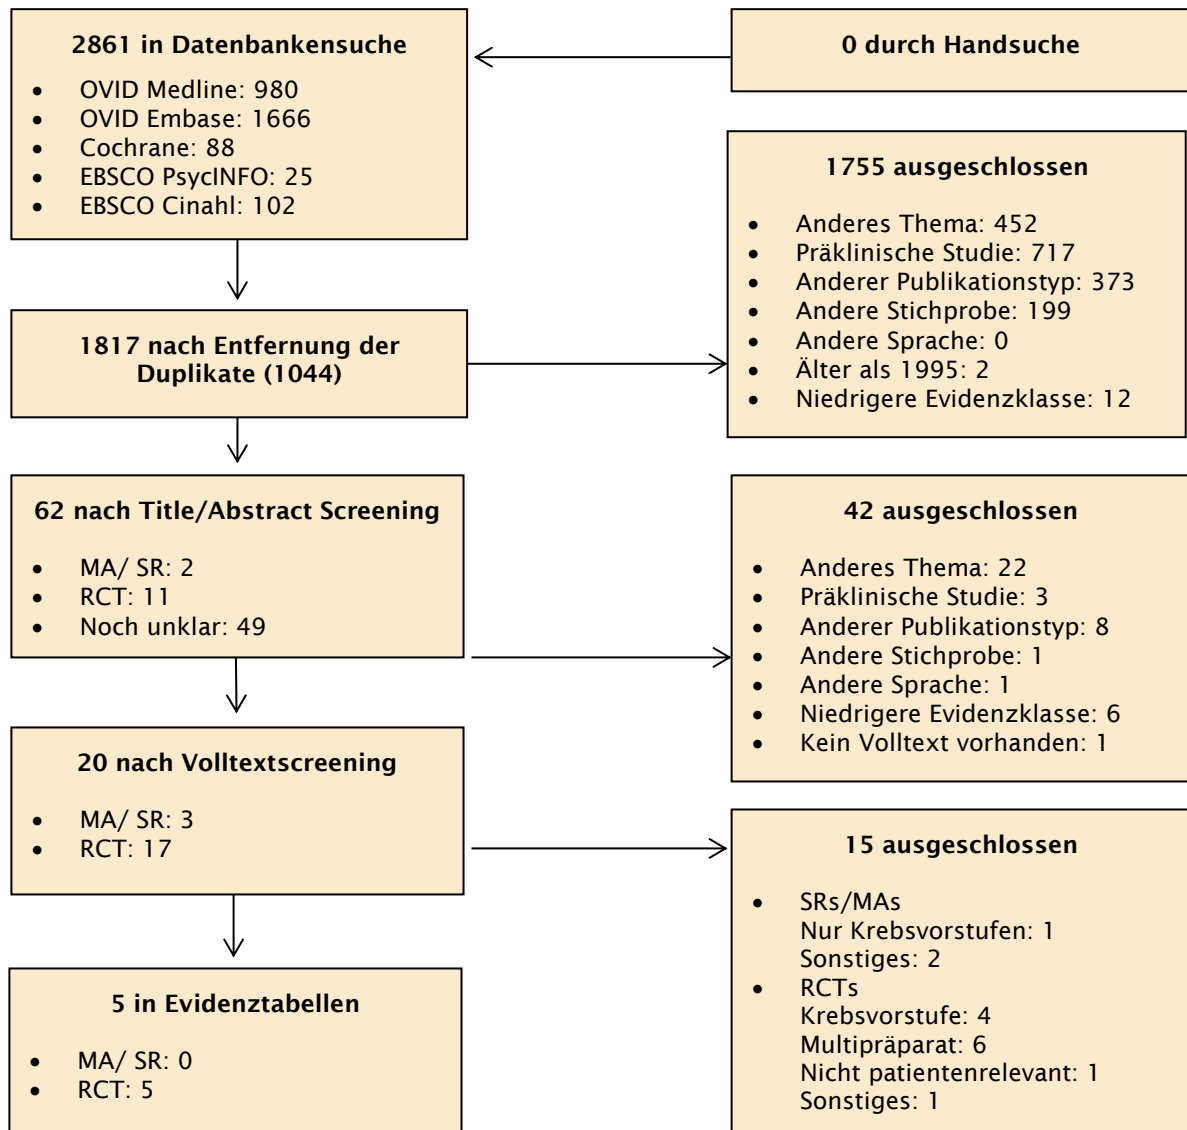 2861 in Datenbankensuche
• OVID Medline: 980
• OVID Embase: 1666
• Cochrane: 88
• EBSCO PsycINFO: 25
• EBSCO Cinahl: 102
0 durch Handsuche
1755 ausgeschlossen
• Anderes Thema: 452
• Präklinische Studie: 717
• Anderer Publikationstyp: 373
• Andere Stichprobe: 199
• Andere Sprache: 0
• Älter als 1995: 2
• Niedrigere Evidenzklasse: 12
1817 nach Entfernung der
Duplikate (1044)
62 nach Title/Abstract Screening
• MA/ SR: 2
• RCT: 11
• Noch unklar: 49
42 ausgeschlossen
• Anderes Thema: 22
• Präklinische Studie: 3
• Anderer Publikationstyp: 8
• Andere Stichprobe: 1
• Andere Sprache: 1
• Niedrigere Evidenzklasse: 6
• Kein Volltext vorhanden: 1
20 nach Volltextscreening
• MA/ SR: 3
• RCT: 17
15 ausgeschlossen
• SRs/MAs
Nur Krebsvorstufen: 1
Sonstiges: 2
• RCTs
Krebsvorstufe: 4
Multipräparat: 6
Nicht patientenrelevant: 1
Sonstiges: 1
5 in Evidenztabellen
• MA/ SR: 0
• RCT: 5